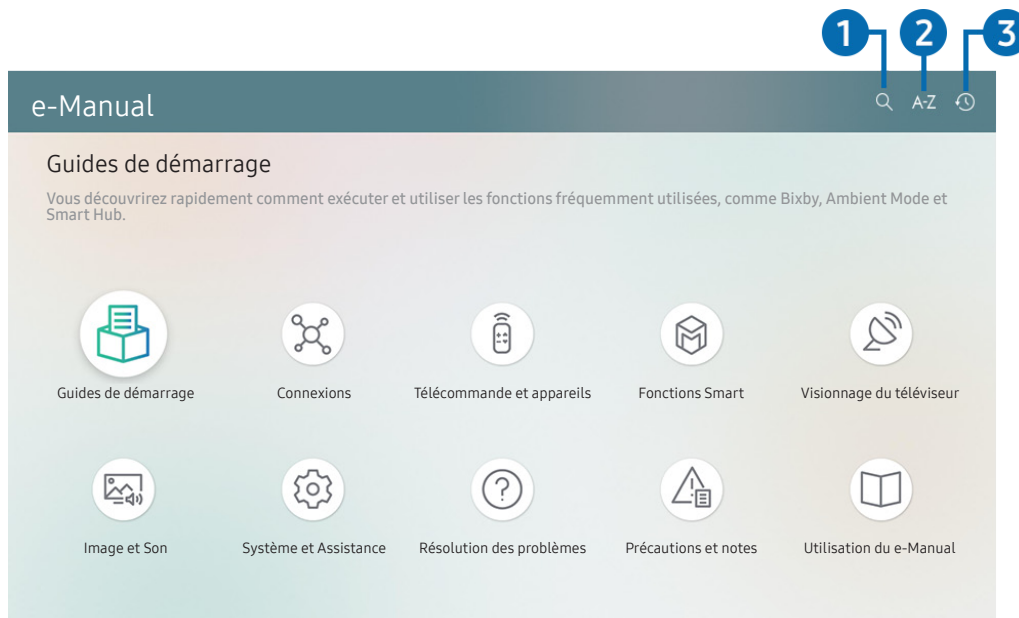 1 2 3
e-Manual A-Z
Guides de démarrage
Vous découvrirez rapidement comment exécuter et utiliser les fonctions fréquemment utilisées, comme Bixby, Ambient Mode et
Smart Hub.
Guides de démarrage Connexions Télécommande et appareils Fonctions Smart Visionnage du téléviseur
Image et Son Système et Assistance Résolution des problèmes Précautions et notes Utilisation du e-Manual